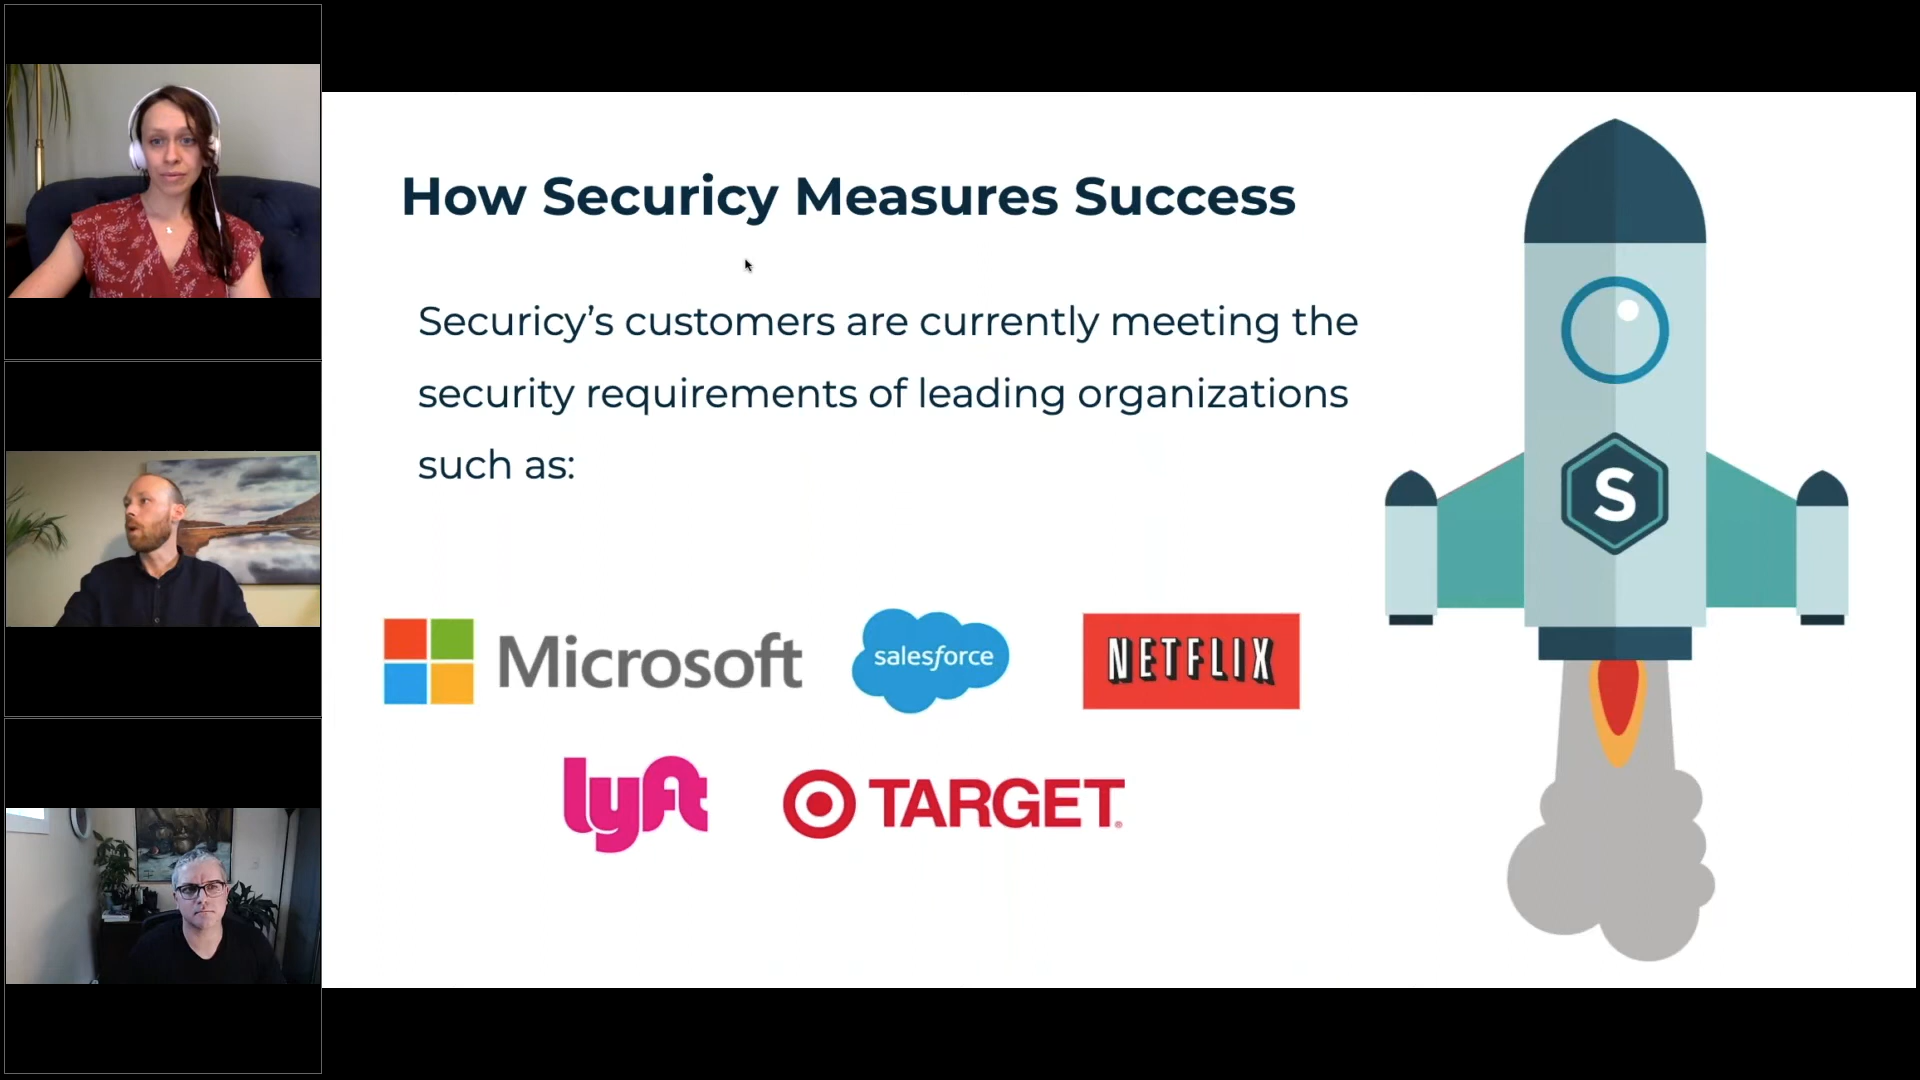 How Securicy Measures Success
Securicy’s customers are currently meeting the
security requirements of leading organizations
such as:
S
Microsoft
salesforce
NETFLIX
lyft
TARGET